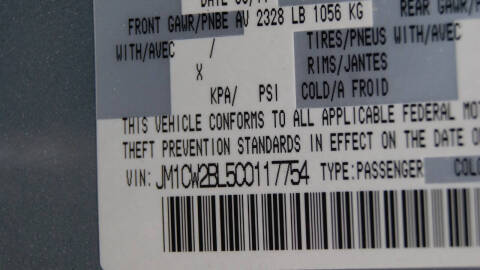 FRONT GAWR/PNBE AV 2328 LB 1056 KG REAR GAWR/
WITH/AVEC / TIRES/PNEUS WITH/AVEC
X RIMS/JANTES
KPA/ PSI COLD/A FROID
THIS VEHICLE CONFORMS TO ALL APPLICABLE FEDERAL
THEFT PREVENTION STANDARDS IN EFFECT ON THE DATE
VIN: JM1CW2BL5C0117754 TYPE:PASSENGER